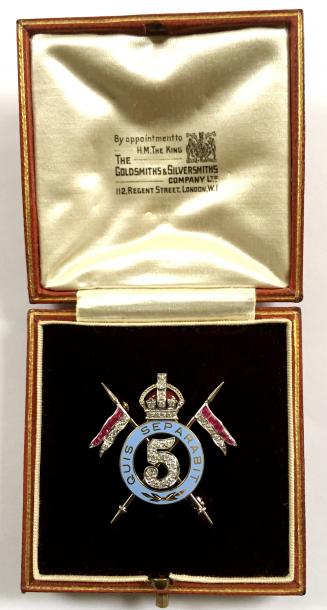 By appointment to
H.M. THE KING
THE
GOLDSMITHS & SILVERSMITHS
COMPANY LTD
112, REGENT STREET, LONDON, W.1
QUIS SEPARABIT
5